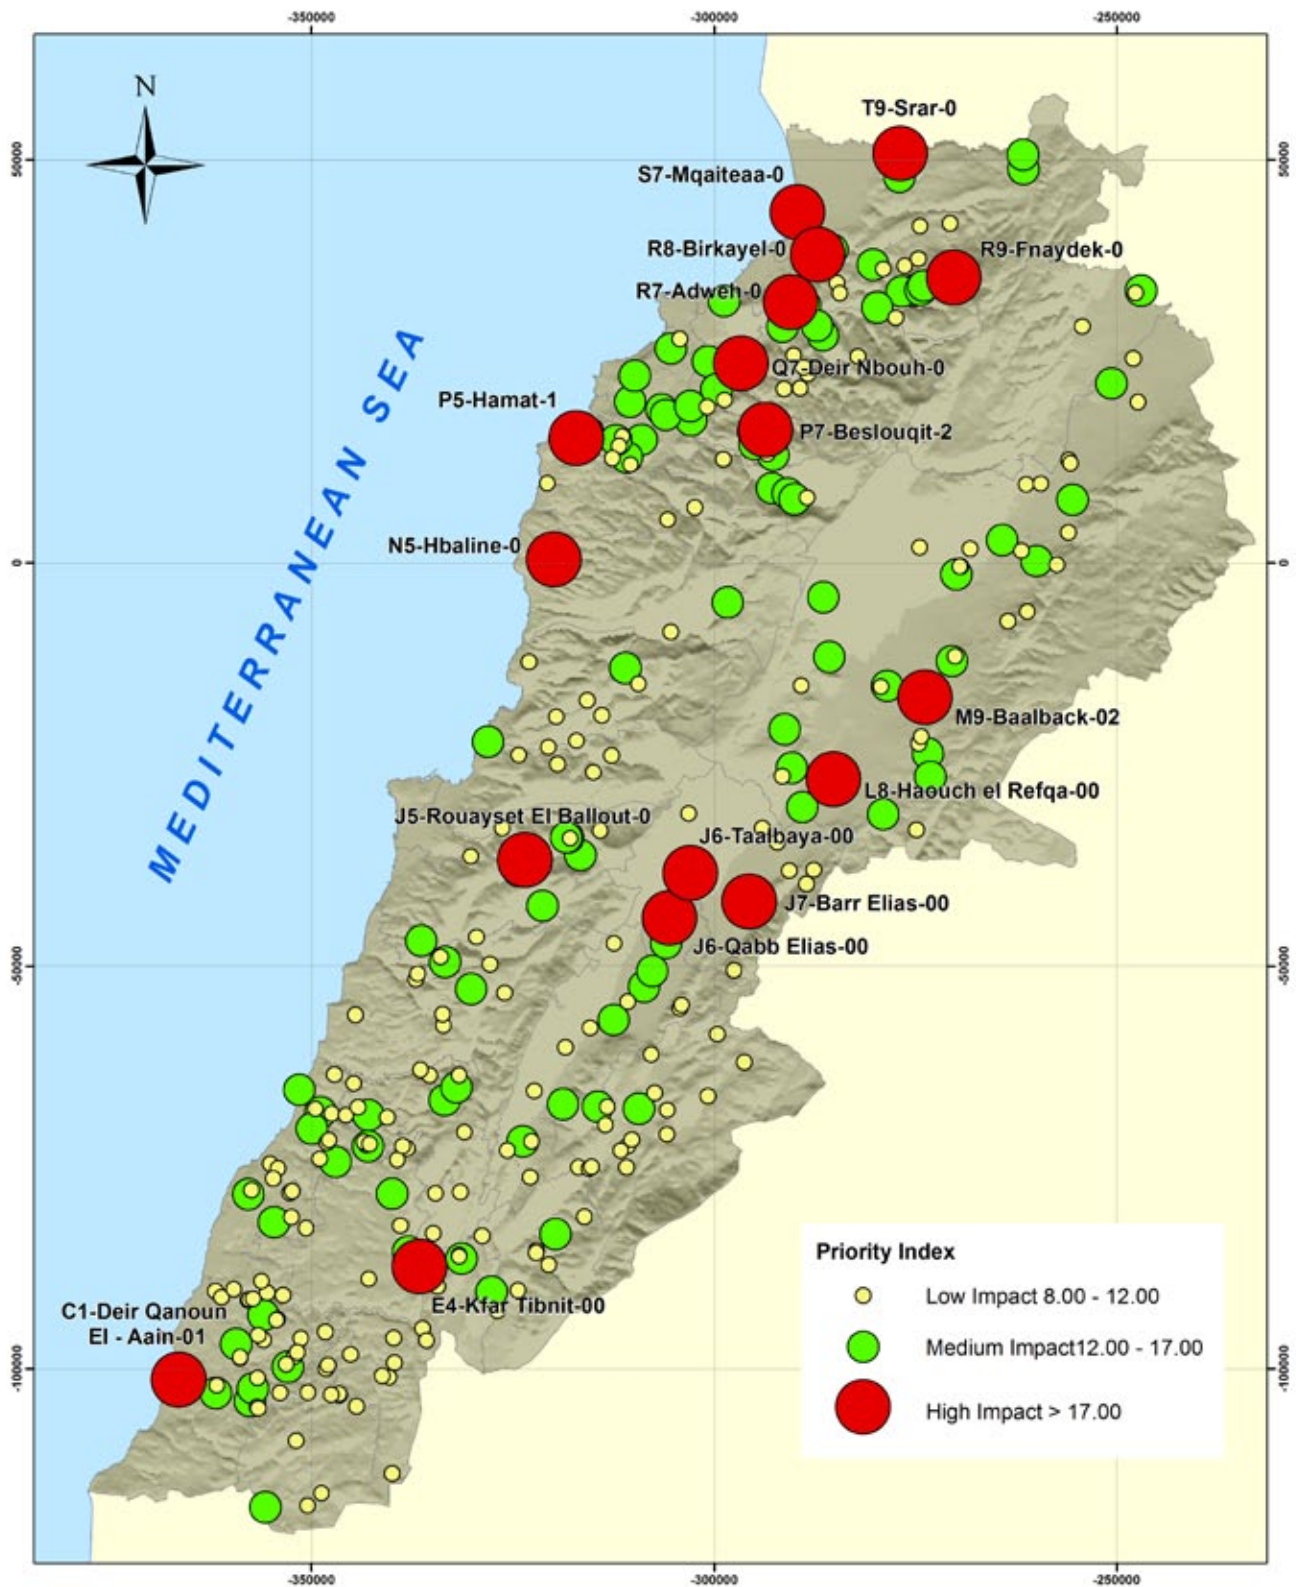 -350000
-300000
-250000
N
T9-Srar-0
50000
50000
S7-Mqaiteaa-0
R8-Birkayel-0
R9-Fnaydek-0
R7-Adweh-0
Q7-Deir Nbouh-0
P5-Hamat-1
P7-Beslouqit-2
MEDITERRANEAN SEA
N5-Hbaline-0
0
0
M9-Baalback-02
L8-Haouch el Refqa-00
J5-Rouayset El Ballout-0
J6-Taalbaya-00
J7-Barr Elias-00
J6-Qabb Elias-00
-50000
-50000
Priority Index
Low Impact 8.00 - 12.00
Medium Impact12.00 - 17.00
High Impact > 17.00
E4-Kfar Tibnit-00
C1-Deir Qanoun
El - Aain-01
-100000
-100000
-350000
-300000
-250000